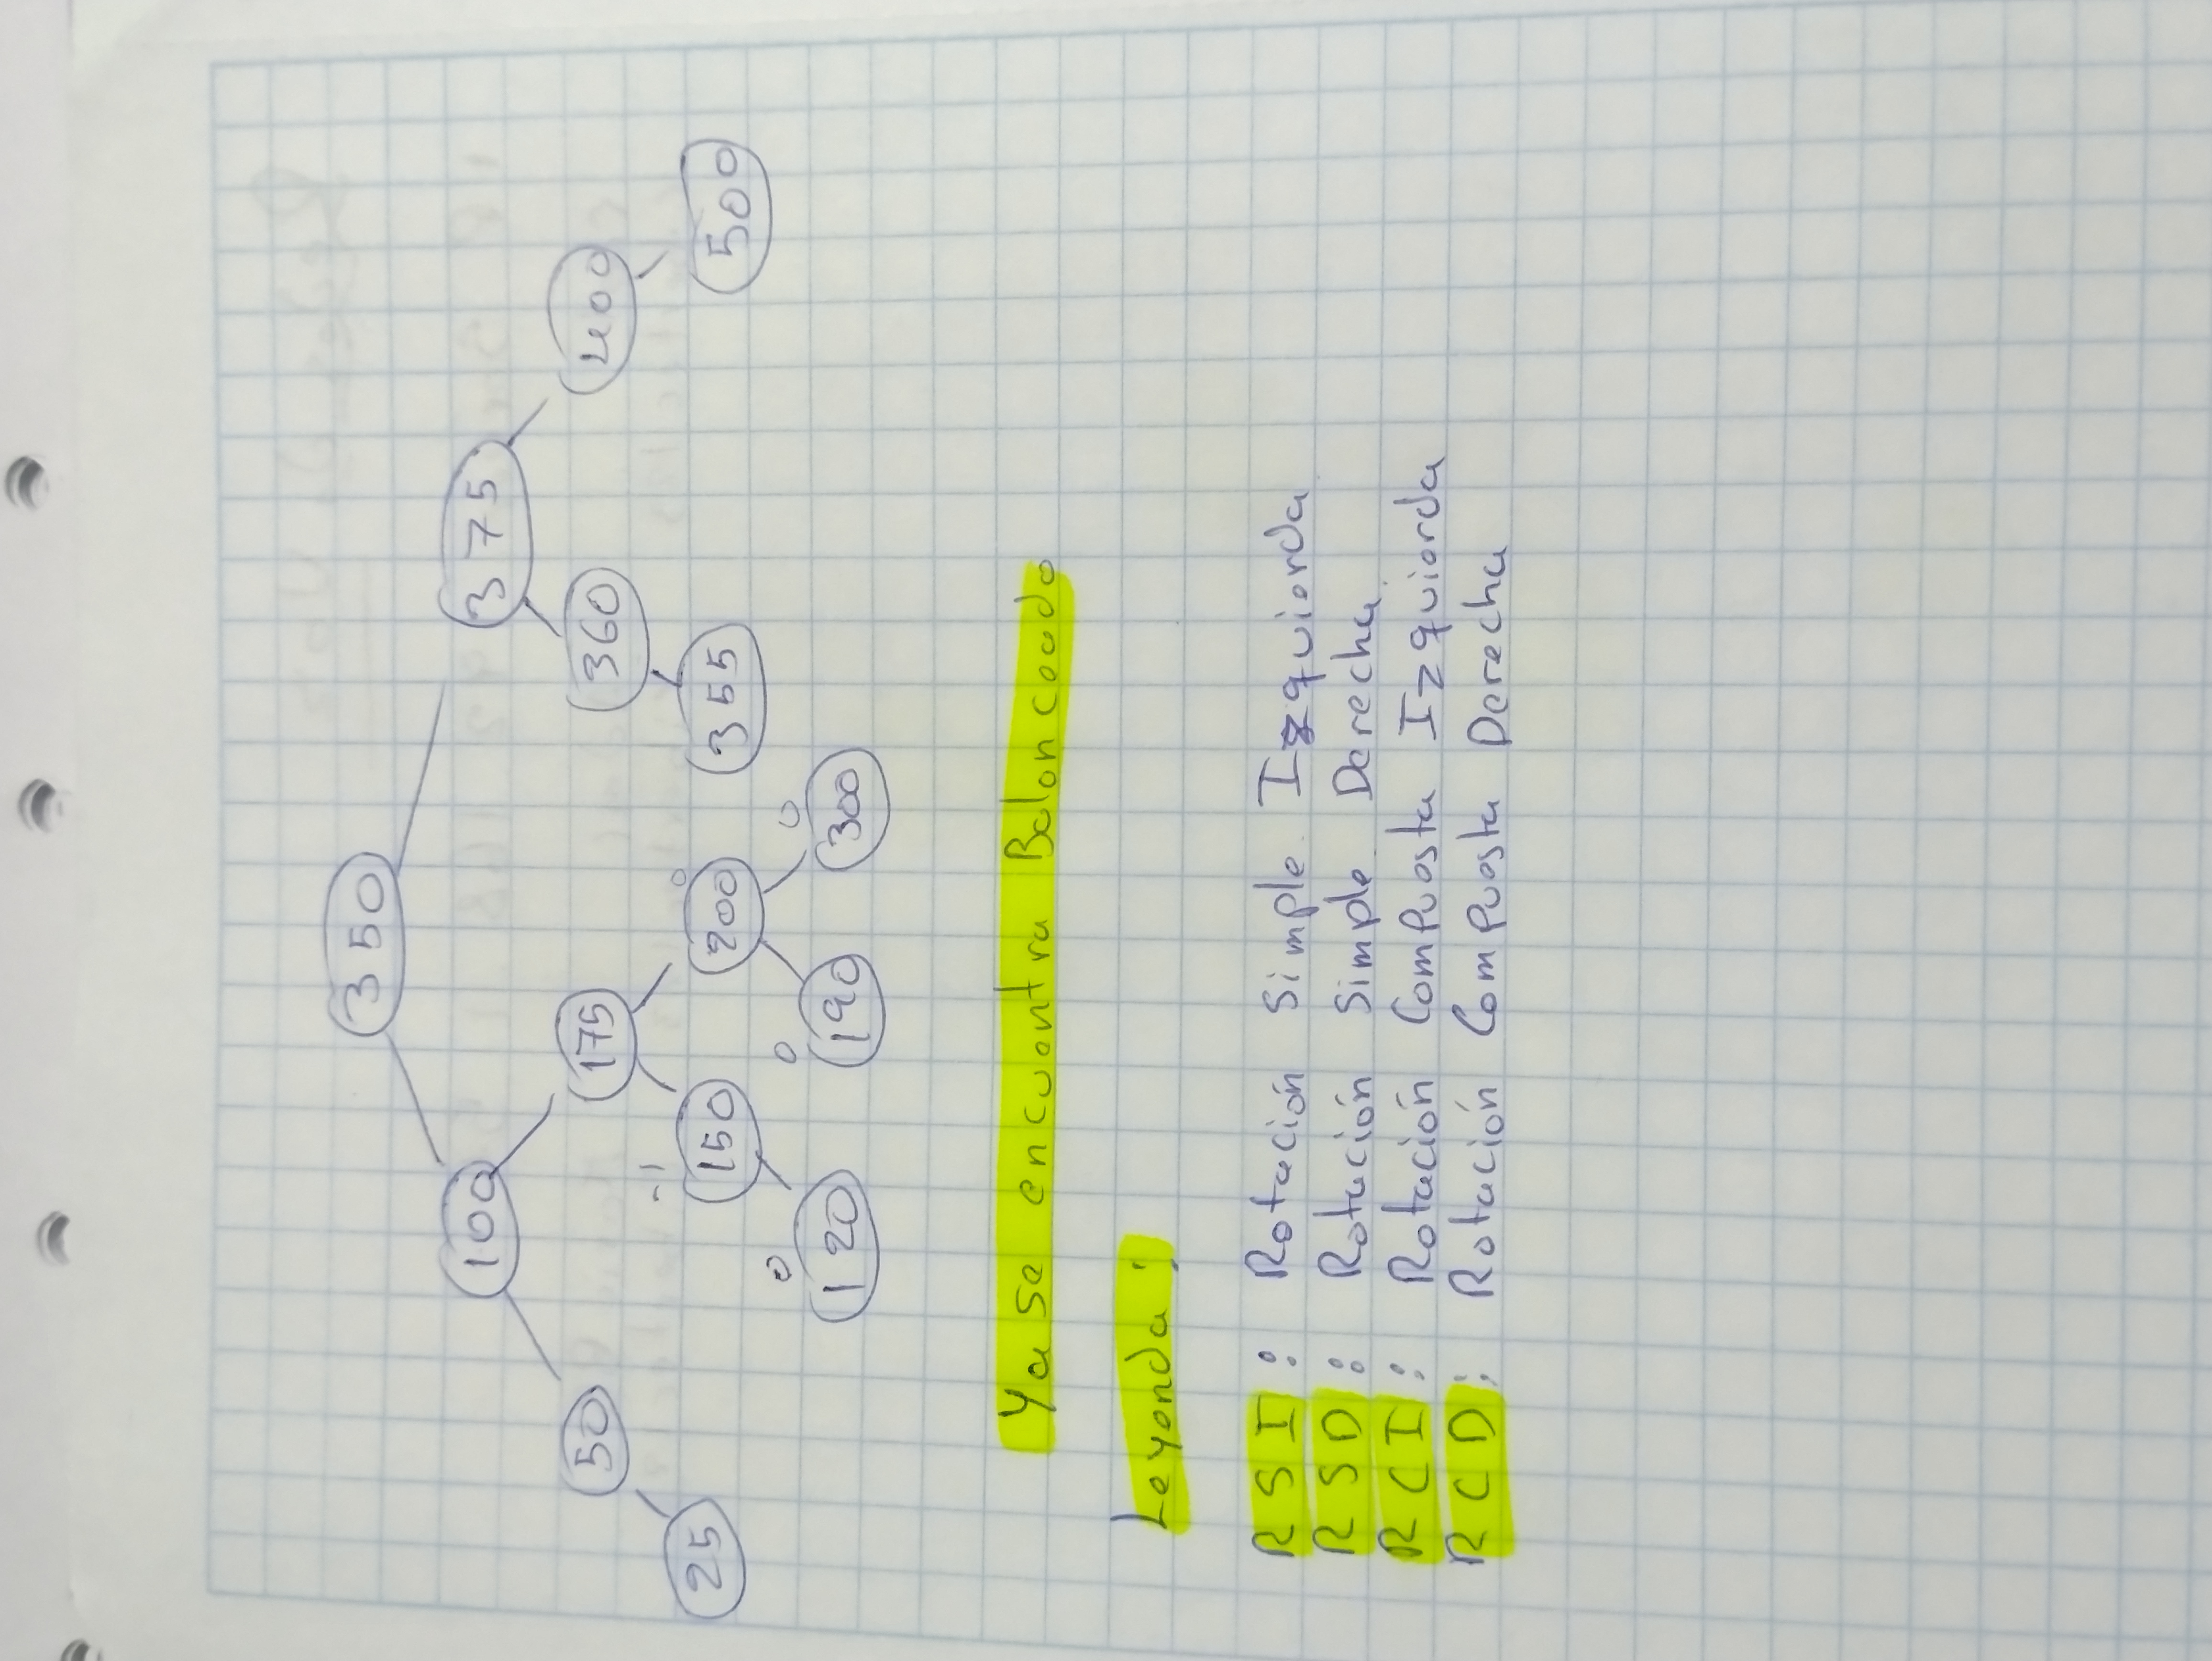 350
100 375
50 175 360 400
-1 0
25 150 200 355 500
0 0 0
120 190 300
Ya se encuentra Balanceado
Leyenda:
RSI: Rotación Simple Izquierda
RSD: Rotación Simple Derecha
RCI: Rotación Compuesta Izquierda
RCD: Rotación Compuesta Derecha